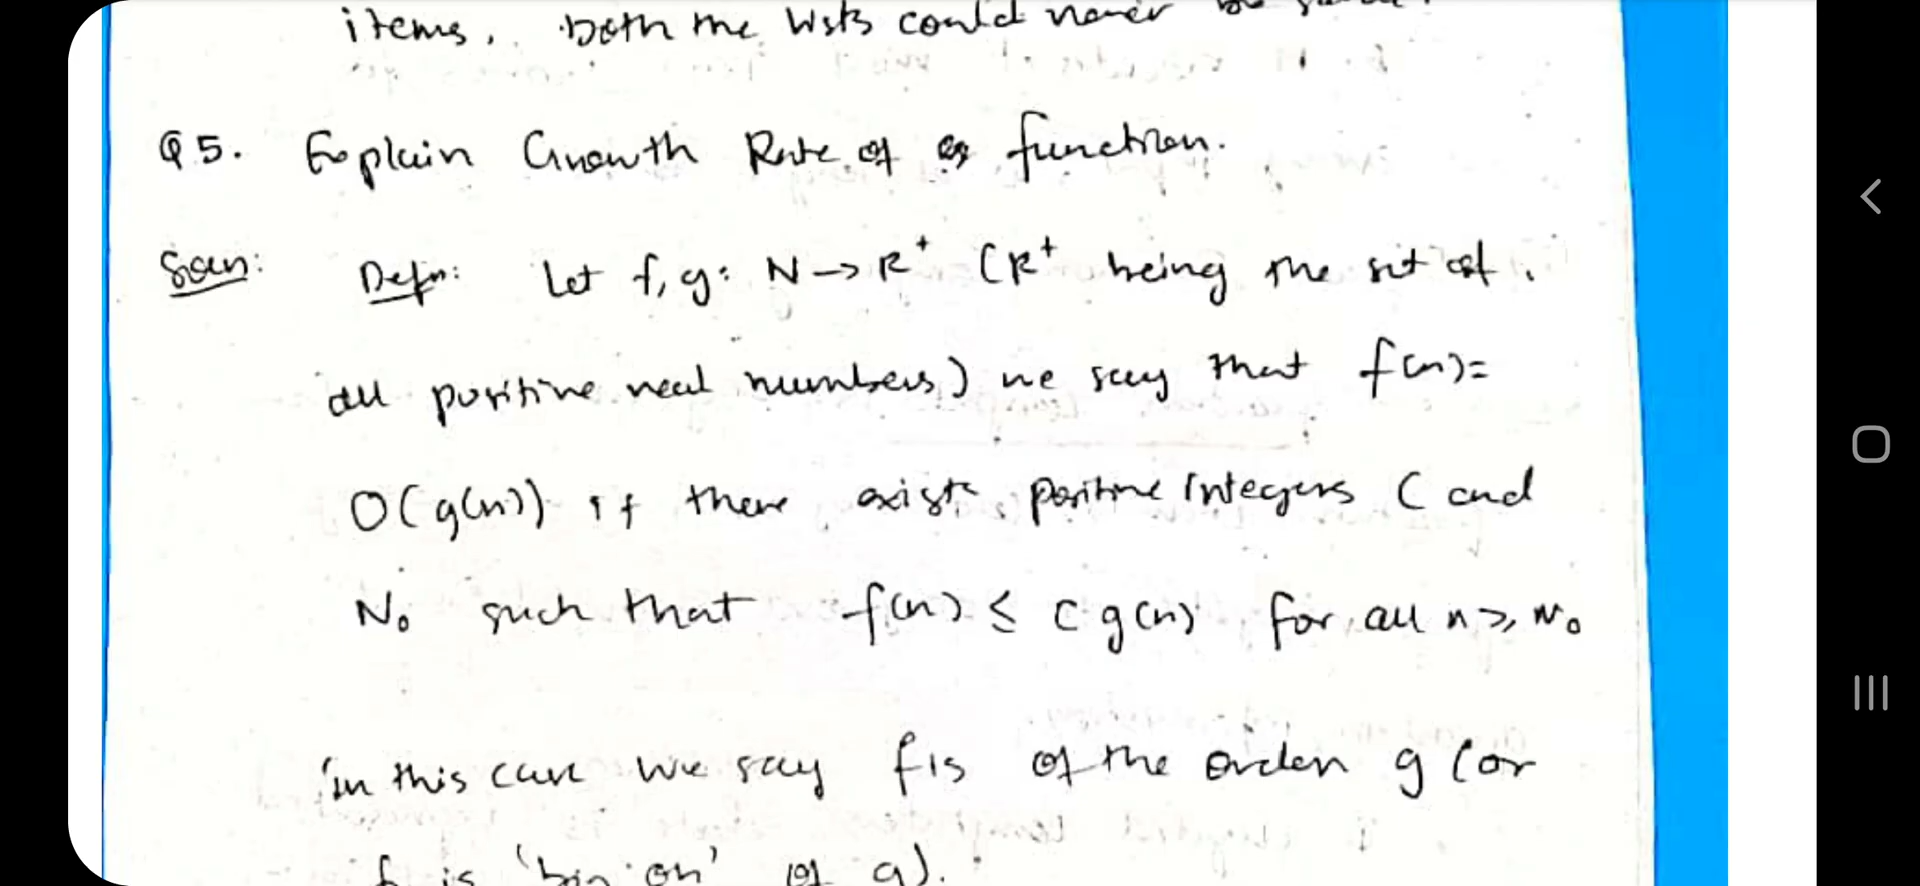 items, both the lists could never be
Q5. Explain Growth Rate of a function.
Soln: Defn: Let f, g: N → R⁺ (R⁺ being the set of
all positive real numbers) we say that f(n) =
O(g(n)) if there exists positive integers C and
N₀ such that f(n) ≤ C g(n) for all n ≥ N₀
in this case we say f is of the order g (or
f is 'big oh' of g).